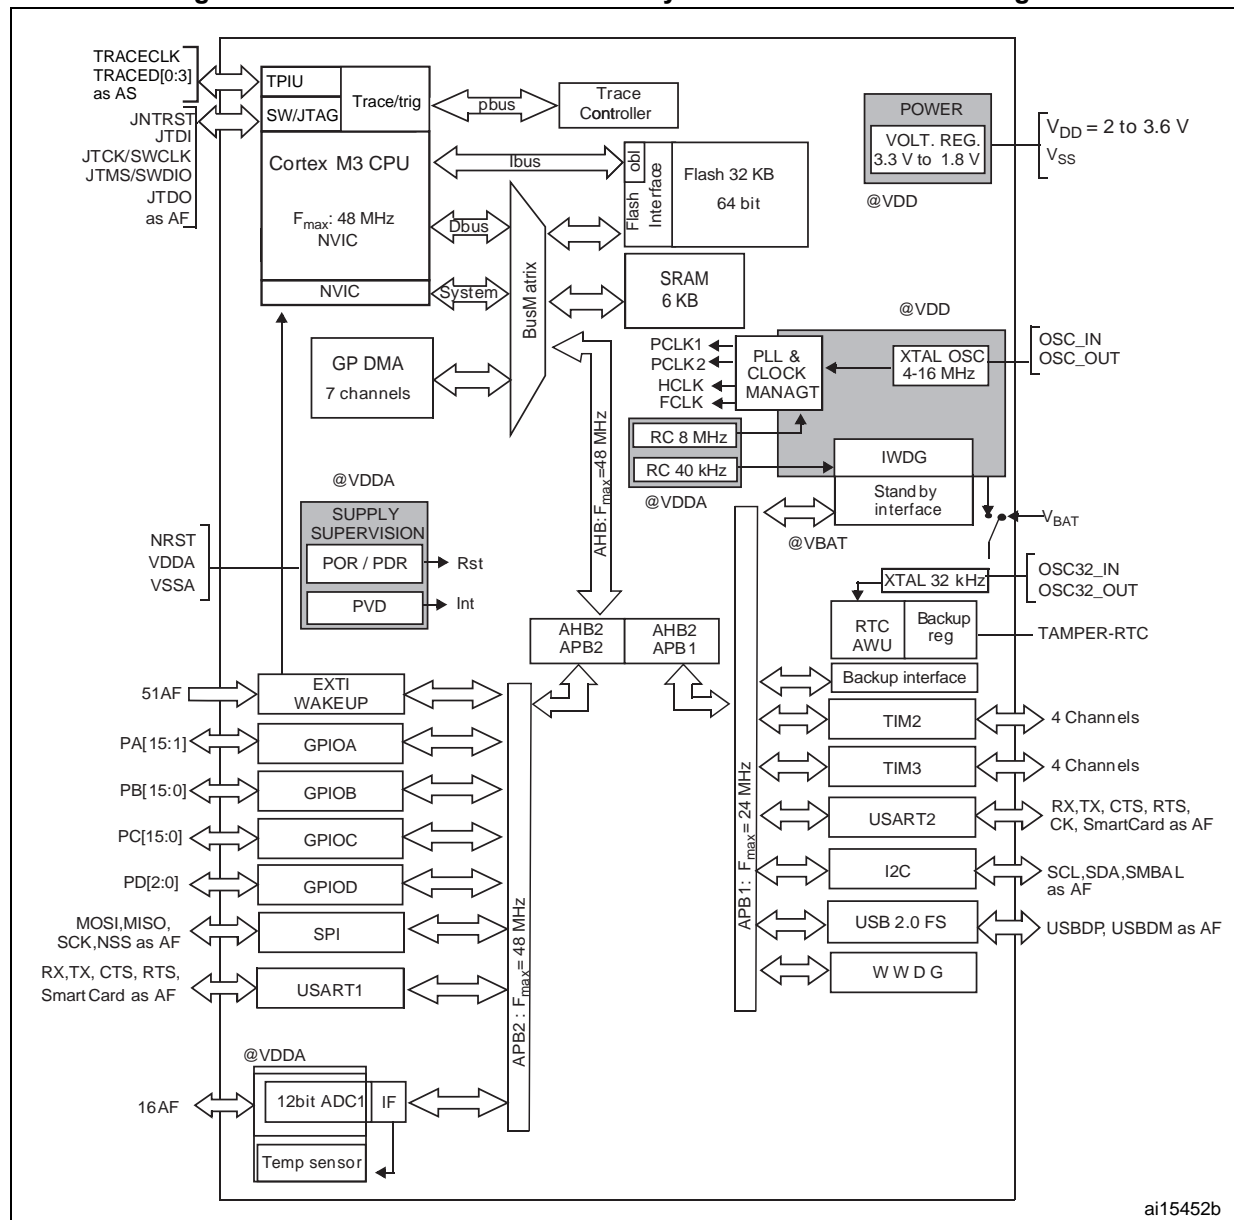 TRACECLK
TRACED[0:3]
as AS
JNTRST
JTDI
JTCK/SWCLK
JTMS/SWDIO
JTDO
as AF
TPIU
SW/JTAG
Trace/trig
Cortex M3 CPU
Fmax: 48 MHz
NVIC
NVIC
pbus
Trace
Controller
Ibus
Dbus
System
BusMatrix
Flash obl
Interface
Flash 32 KB
64 bit
SRAM
6 KB
POWER
VOLT. REG.
3.3 V to 1.8 V
@VDD
VDD = 2 to 3.6 V
VSS
GP DMA
7 channels
@VDD
PCLK1
PCLK2
HCLK
FCLK
PLL &
CLOCK
MANAGT
XTAL OSC
4-16 MHz
OSC_IN
OSC_OUT
RC 8 MHz
RC 40 kHz
@VDDA
IWDG
Stand by
interface
@VBAT
VBAT
AHB: Fmax=48 MHz
@VDDA
SUPPLY
SUPERVISION
POR / PDR
PVD
Rst
Int
NRST
VDDA
VSSA
XTAL 32 kHz
OSC32_IN
OSC32_OUT
RTC
AWU
Backup
reg
TAMPER-RTC
Backup interface
AHB2
APB2
AHB2
APB1
51AF
EXTI
WAKEUP
PA[15:1]
GPIOA
PB[15:0]
GPIOB
PC[15:0]
GPIOC
PD[2:0]
GPIOD
MOSI,MISO,
SCK,NSS as AF
SPI
RX,TX, CTS, RTS,
SmartCard as AF
USART1
APB2 : Fmax= 48 MHz
APB1 : Fmax= 24 MHz
TIM2
4 Channels
TIM3
4 Channels
USART2
RX,TX, CTS, RTS,
CK, SmartCard as AF
I2C
SCL,SDA,SMBAL
as AF
USB 2.0 FS
USBDP, USBDM as AF
WWDG
@VDDA
16AF
12bit ADC1
IF
Temp sensor
ai15452b